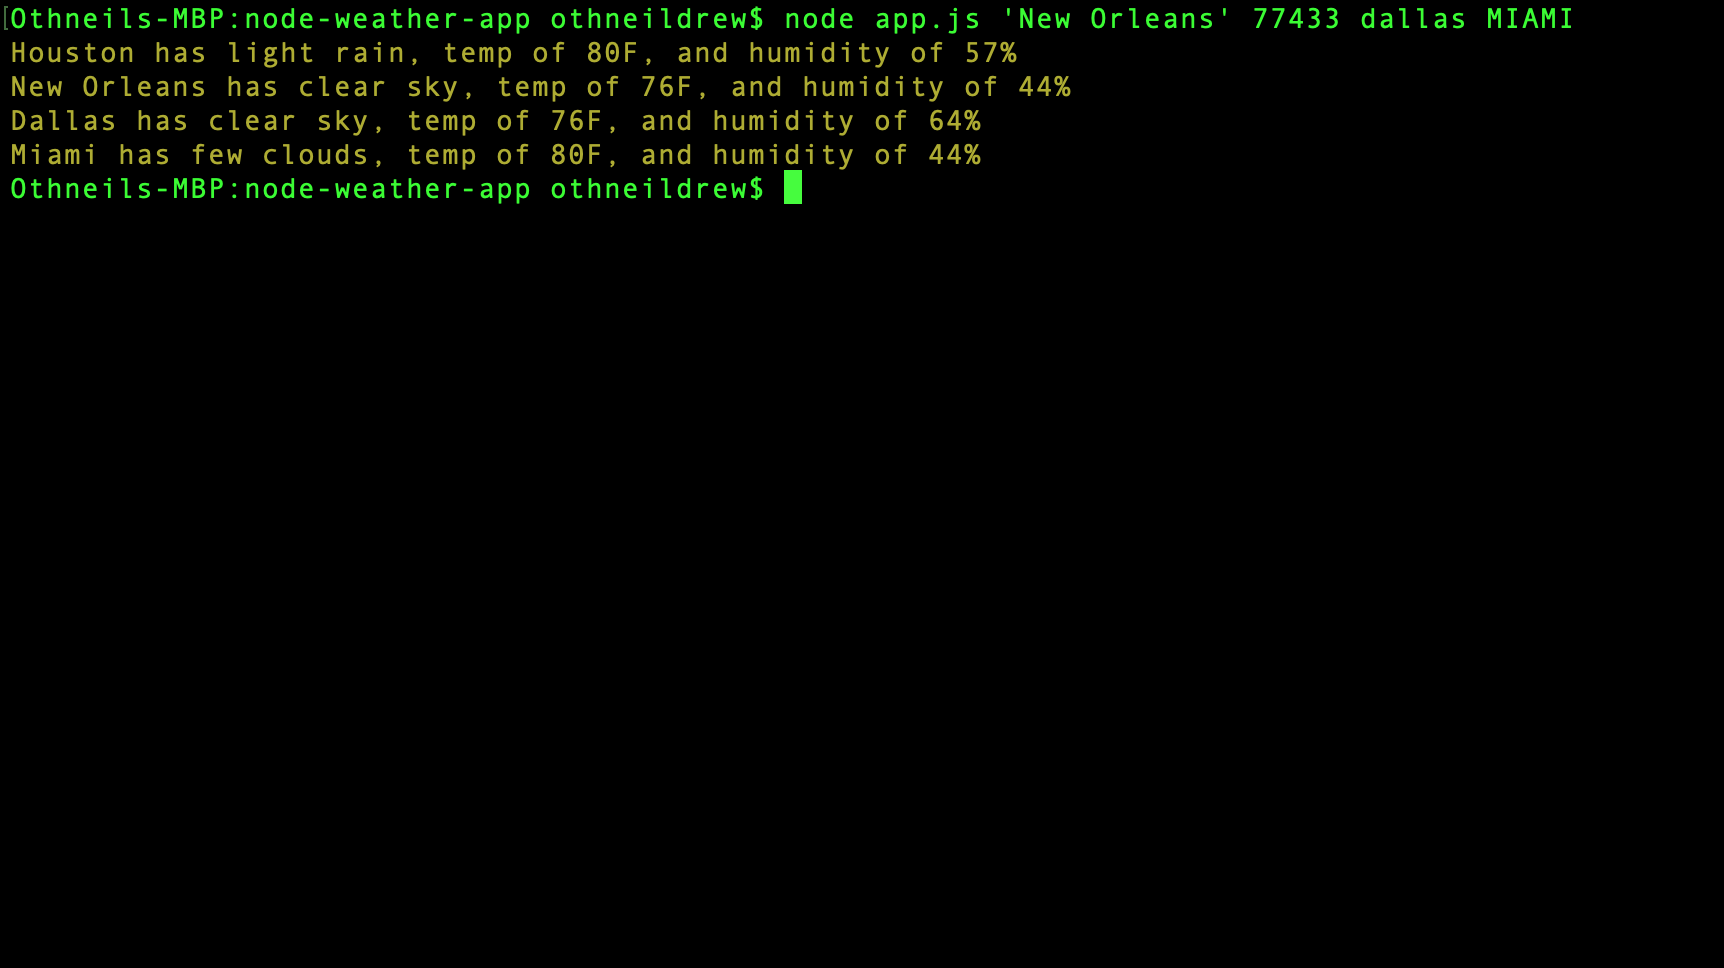 [Othneils-MBP:node-weather-app othneildrew$ node app.js 'New Orleans' 77433 dallas MIAMI
Houston has light rain, temp of 80F, and humidity of 57%
New Orleans has clear sky, temp of 76F, and humidity of 44%
Dallas has clear sky, temp of 76F, and humidity of 64%
Miami has few clouds, temp of 80F, and humidity of 44%
Othneils-MBP:node-weather-app othneildrew$